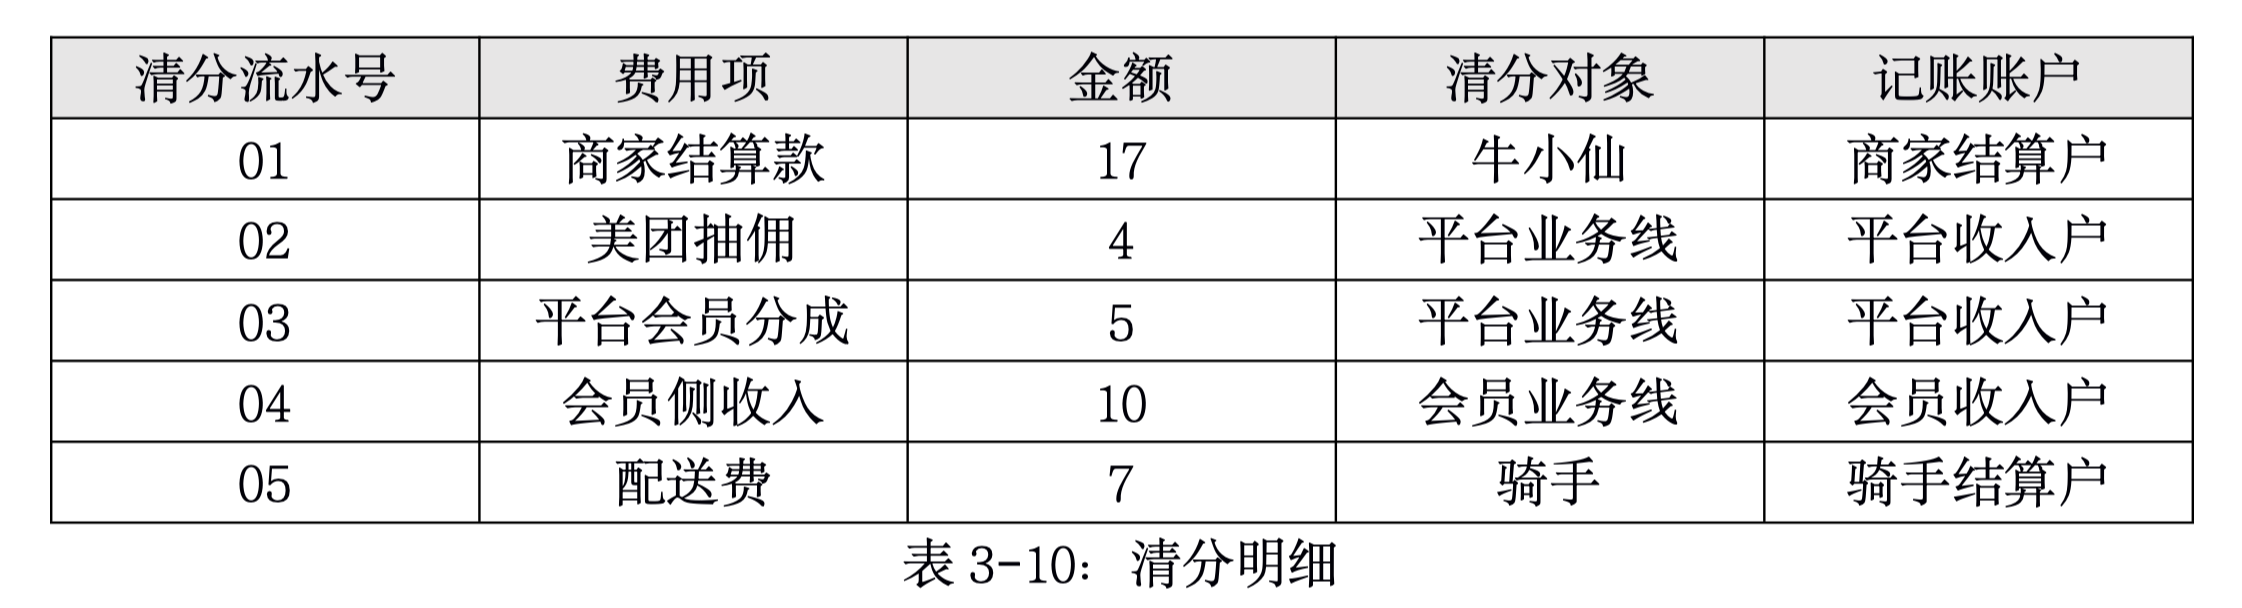 清分流水号 费用项 金额 清分对象 记账账户
01 商家结算款 17 牛小仙 商家结算户
02 美团抽佣 4 平台业务线 平台收入户
03 平台会员分成 5 平台业务线 平台收入户
04 会员侧收入 10 会员业务线 会员收入户
05 配送费 7 骑手 骑手结算户
表 3-10：清分明细